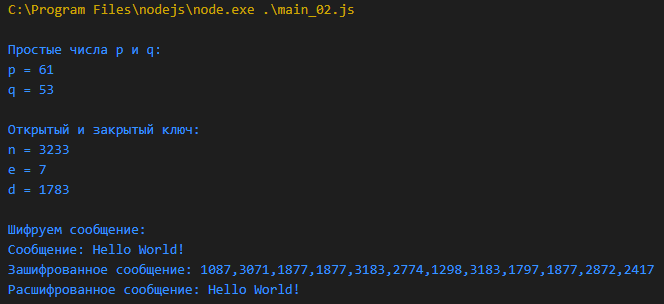 C:\Program Files\nodejs\node.exe .\main_02.js
Простые числа p и q:
p = 61
q = 53
Открытый и закрытый ключ:
n = 3233
e = 7
d = 1783
Шифруем сообщение:
Сообщение: Hello World!
Зашифрованное сообщение: 1087,3071,1877,1877,3183,2774,1298,3183,1797,1877,2872,2417
Расшифрованное сообщение: Hello World!